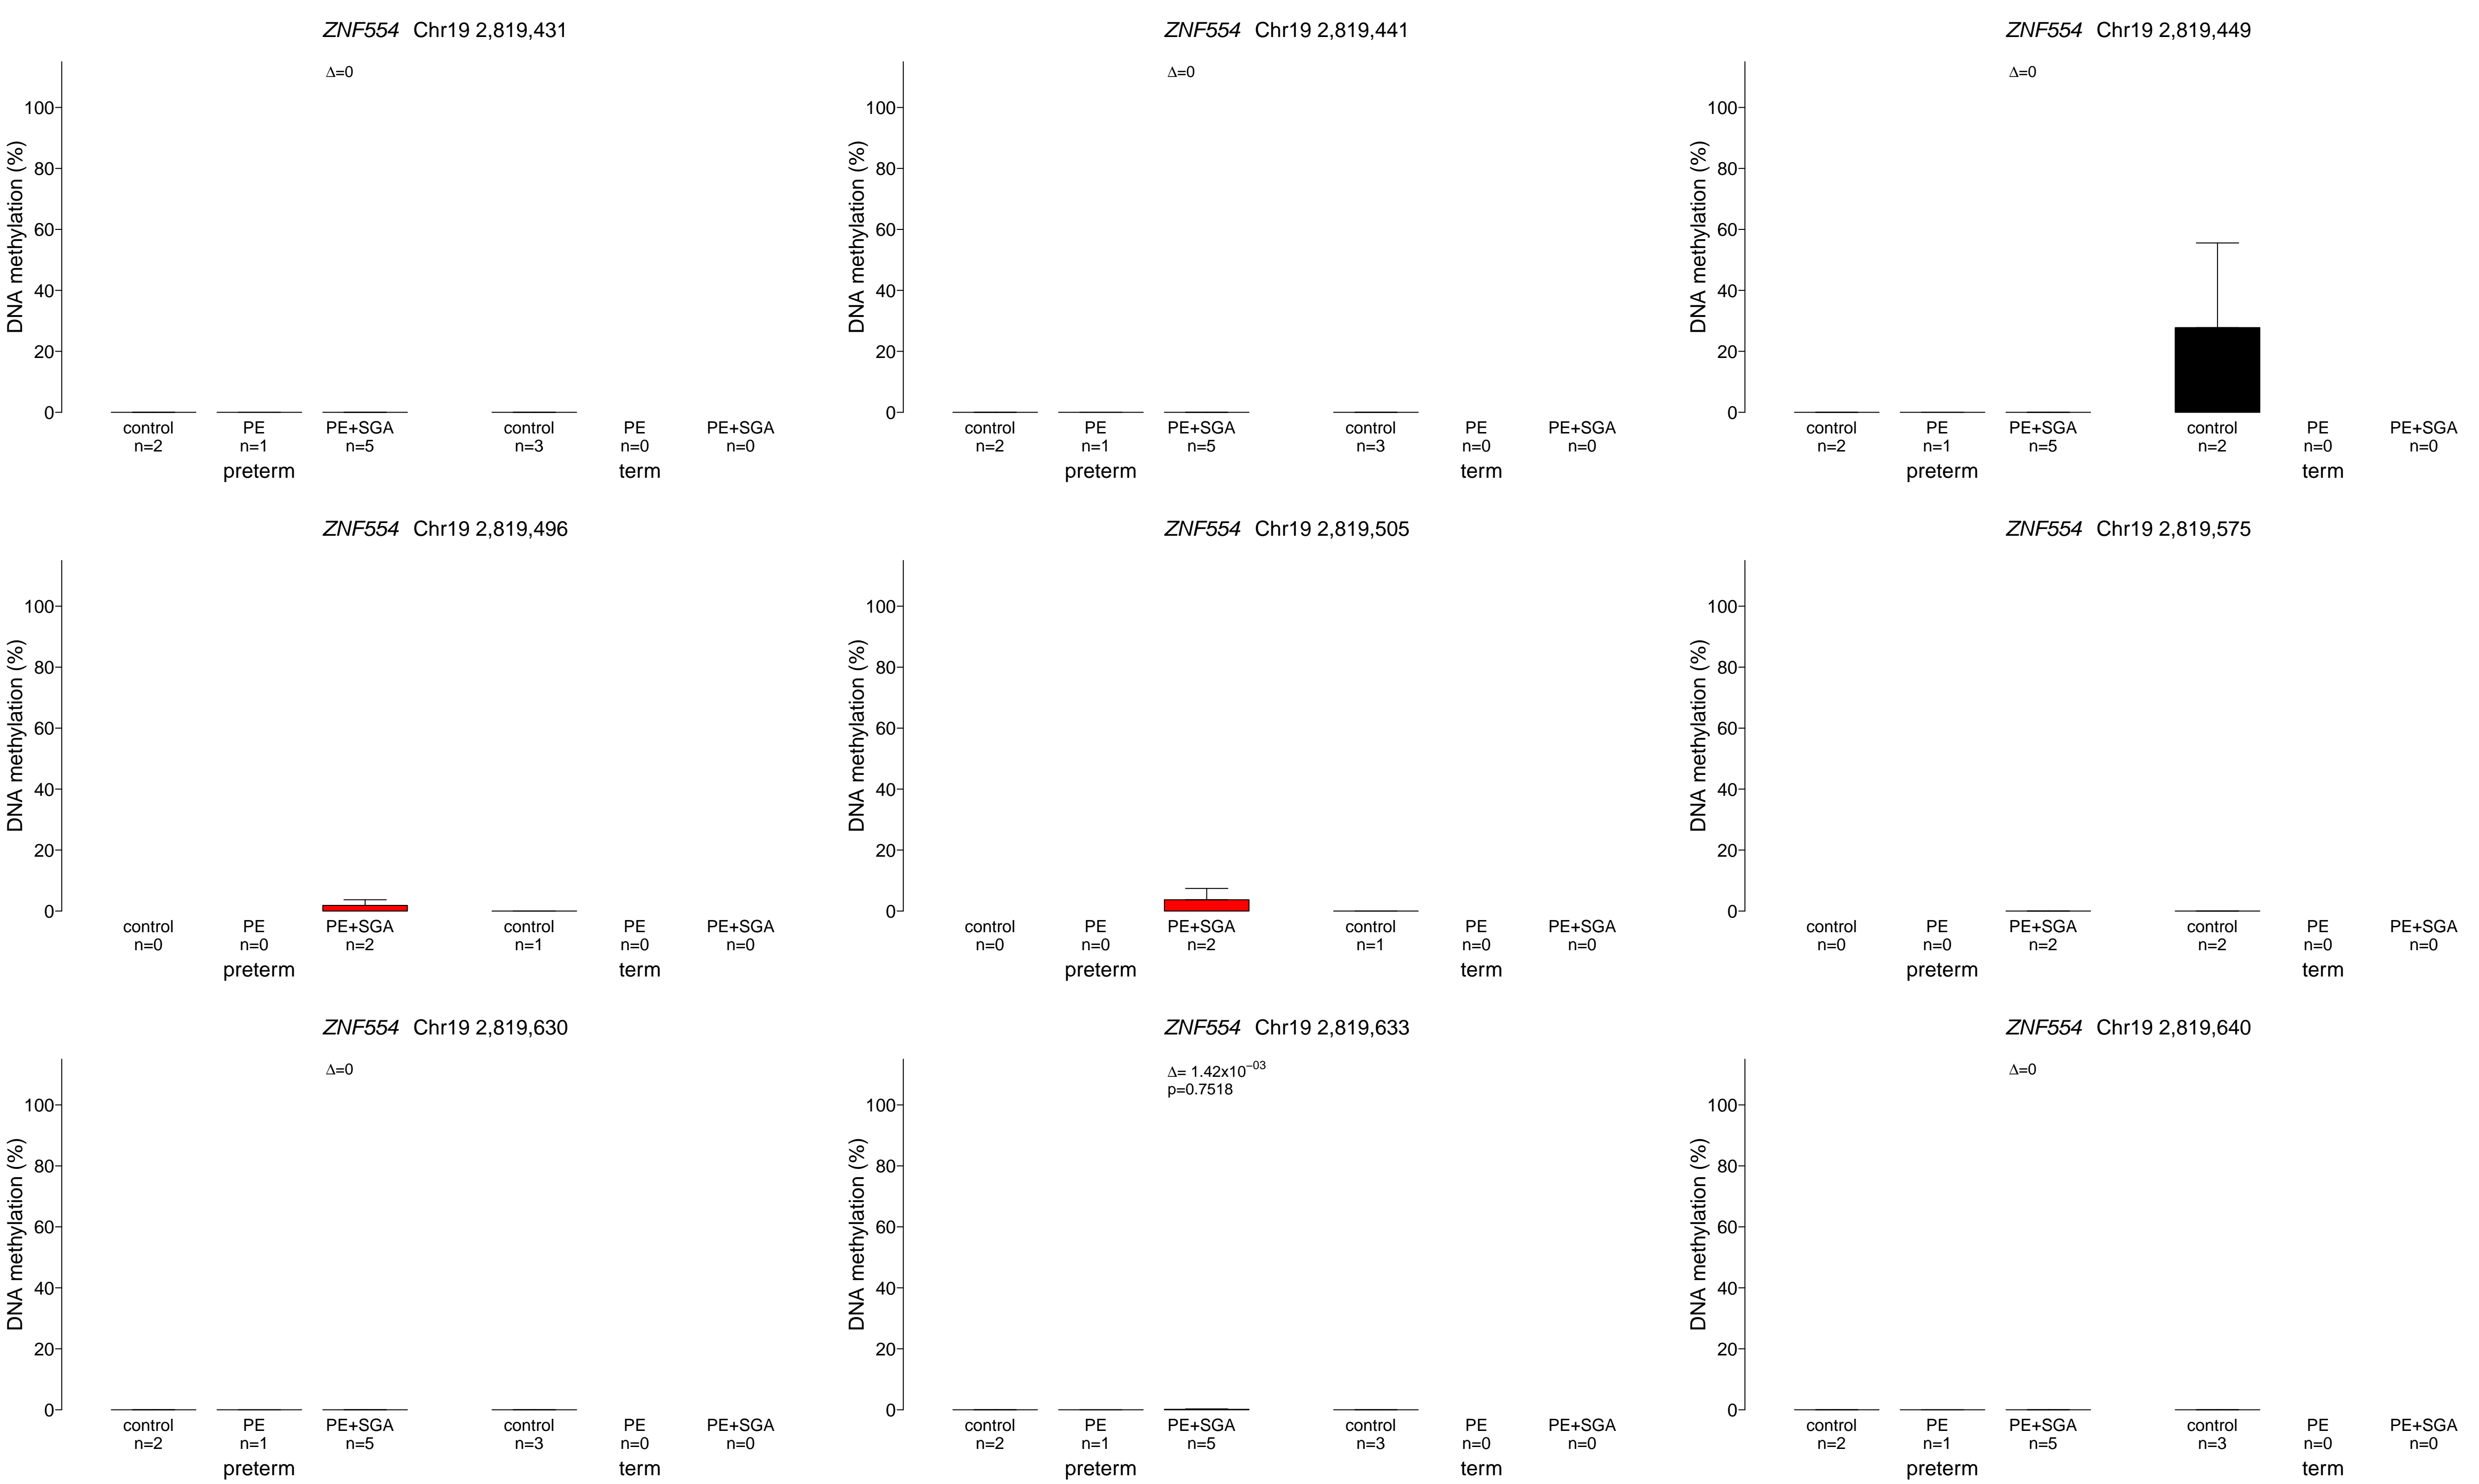 ZNF554 Chr19 2,819,431
Δ=0
DNA methylation (%)
100
80
60
40
20
0
control PE PE+SGA control PE PE+SGA
n=2 n=1 n=5 n=3 n=0 n=0
preterm term
ZNF554 Chr19 2,819,441
Δ=0
DNA methylation (%)
100
80
60
40
20
0
control PE PE+SGA control PE PE+SGA
n=2 n=1 n=5 n=3 n=0 n=0
preterm term
ZNF554 Chr19 2,819,449
Δ=0
DNA methylation (%)
100
80
60
40
20
0
control PE PE+SGA control PE PE+SGA
n=2 n=1 n=5 n=2 n=0 n=0
preterm term
ZNF554 Chr19 2,819,496
DNA methylation (%)
100
80
60
40
20
0
control PE PE+SGA control PE PE+SGA
n=0 n=0 n=2 n=1 n=0 n=0
preterm term
ZNF554 Chr19 2,819,505
DNA methylation (%)
100
80
60
40
20
0
control PE PE+SGA control PE PE+SGA
n=0 n=0 n=2 n=1 n=0 n=0
preterm term
ZNF554 Chr19 2,819,575
DNA methylation (%)
100
80
60
40
20
0
control PE PE+SGA control PE PE+SGA
n=0 n=0 n=2 n=2 n=0 n=0
preterm term
ZNF554 Chr19 2,819,630
Δ=0
DNA methylation (%)
100
80
60
40
20
0
control PE PE+SGA control PE PE+SGA
n=2 n=1 n=5 n=3 n=0 n=0
preterm term
ZNF554 Chr19 2,819,633
Δ= 1.42x10⁻⁰³
p=0.7518
DNA methylation (%)
100
80
60
40
20
0
control PE PE+SGA control PE PE+SGA
n=2 n=1 n=5 n=3 n=0 n=0
preterm term
ZNF554 Chr19 2,819,640
Δ=0
DNA methylation (%)
100
80
60
40
20
0
control PE PE+SGA control PE PE+SGA
n=2 n=1 n=5 n=3 n=0 n=0
preterm term